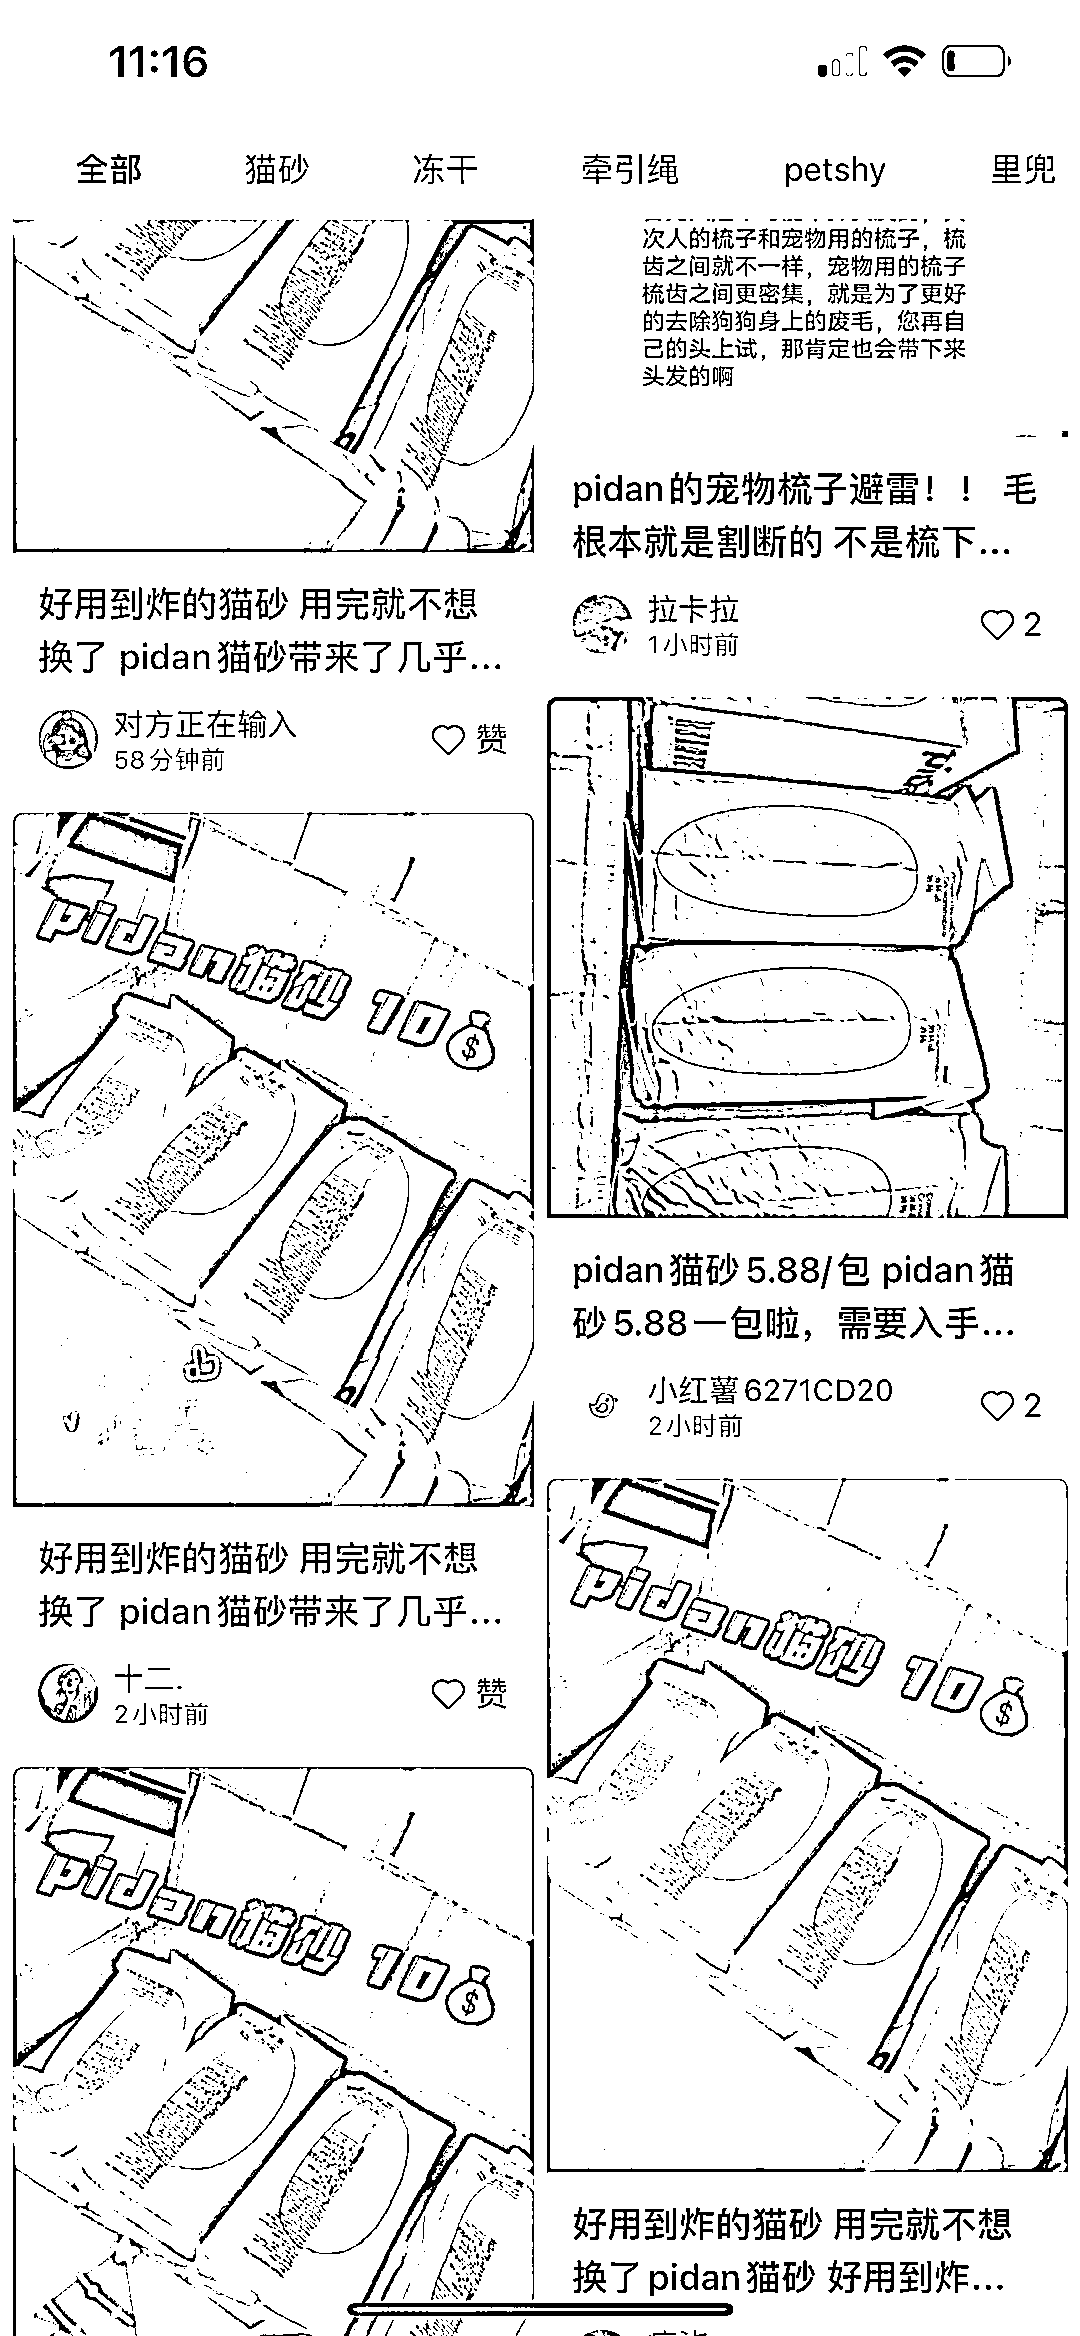 11:16
全部 猫砂 冻干 牵引绳 petshy 里兜
次人的梳子和宠物用的梳子，梳
齿之间就不一样，宠物用的梳子
梳齿之间更密集，就是为了更好
的去除狗狗身上的废毛，您再自
己的头上试，那肯定也会带下来
头发的啊
pidan的宠物梳子避雷！！ 毛
根本就是割断的 不是梳下...
拉卡拉
1小时前
2
好用到炸的猫砂 用完就不想
换了 pidan猫砂带来了几乎...
对方正在输入
58分钟前
赞
pidan
pidan猫砂 10
$
pidan猫砂5.88/包 pidan猫
砂5.88一包啦，需要入手...
小红薯6271CD20
2小时前
2
好用到炸的猫砂 用完就不想
换了 pidan猫砂带来了几乎...
十二.
2小时前
赞
pidan猫砂 10
$
好用到炸的猫砂 用完就不想
换了pidan猫砂 好用到炸...
pidan猫砂 10
$